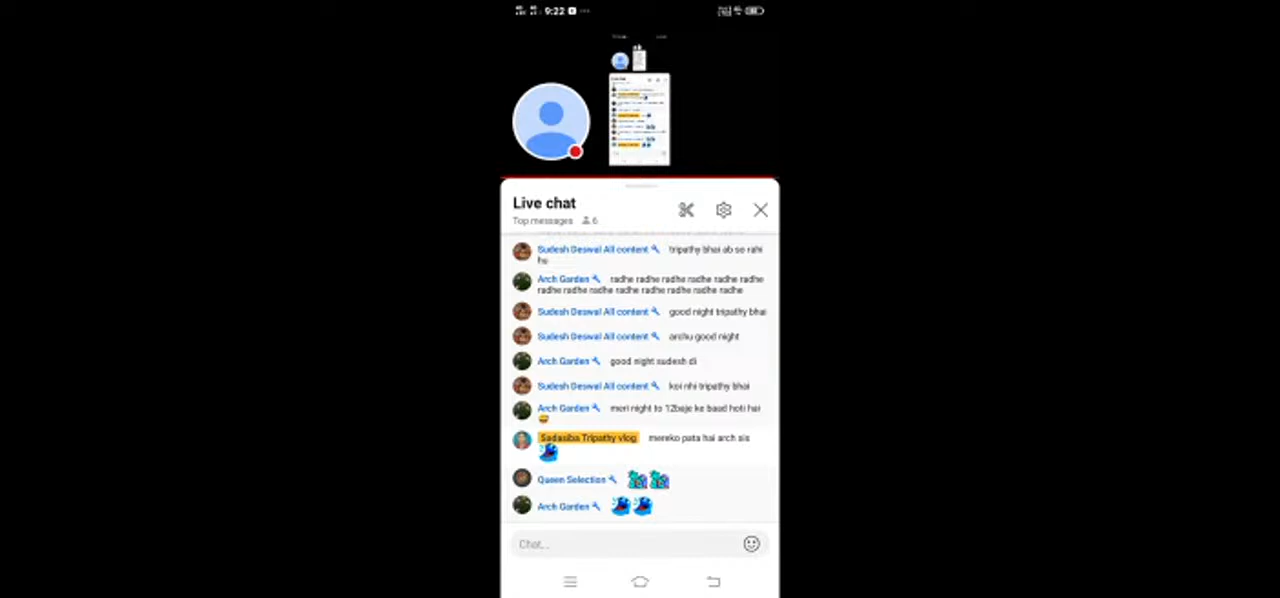 9:22
Live chat
Top messages 6
Sudesh Deswal All content tripathy bhai ab so rahi
hu
Arch Garden radhe radhe radhe radhe radhe radhe
radhe radhe radhe radhe radhe radhe radhe radhe
Sudesh Deswal All content good night tripathy bhai
Sudesh Deswal All content archu good night
Arch Garden good night sudesh di
Sudesh Deswal All content koi nhi tripathy bhai
Arch Garden meri night to 12baje ke baad hoti hai
😅
Sadasiba Tripathy vlog mereko pata hai arch sis
Queen Selection
Arch Garden
Chat...